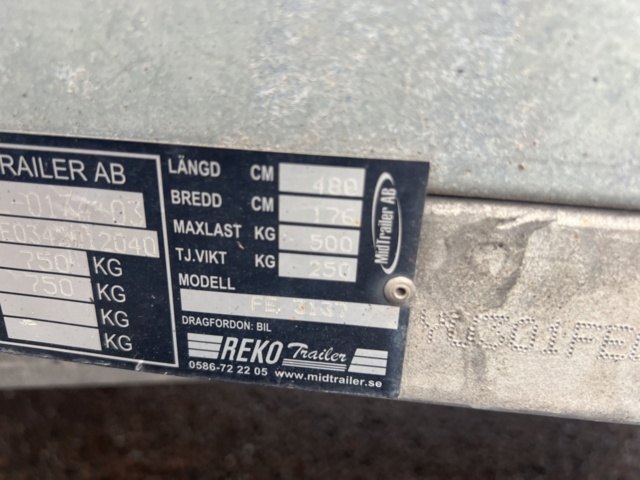 TRAILER AB
KG
750 KG
KG
KG
LÄNGD CM 480
BREDD CM 176
MAXLAST KG 500
TJ.VIKT KG 250
MODELL
DRAGFORDON: BIL
REKO Trailer
0586-72 22 05 www.midtrailer.se
MidTrailer AB